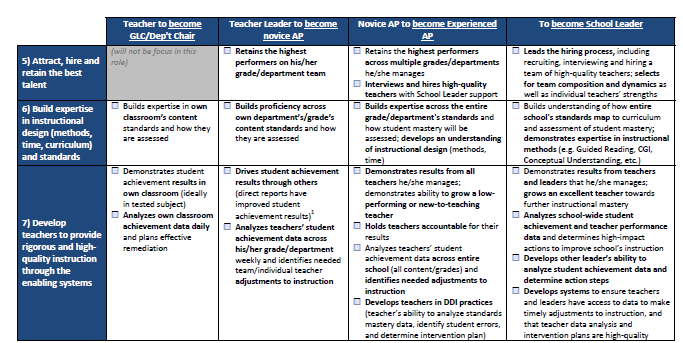 Teacher to become
GLC/Dep't Chair
Teacher Leader to become
novice AP
Novice AP to become Experienced
AP
To become School Leader
5) Attract, hire and
retain the best
talent
(will not be focus in this
role)
Retains the highest
performers on his/her
grade/department team
Retains the highest performers
across multiple grades/departments
he/she manages
Interviews and hires high-quality
teachers with School Leader support
Leads the hiring process, including
recruiting, interviewing and hiring a
team of high-quality teachers; selects
for team composition and dynamics as
well as individual teachers' strengths
6) Build expertise
in instructional
design (methods,
time, curriculum)
and standards
Builds expertise in own
classroom's content
standards and how they
are assessed
Builds proficiency across
own department's/grade's
content standards and how
they are assessed
Builds expertise across the entire
grade/department's standards and
how student mastery will be
assessed; develops an understanding
of instructional design (methods,
time)
Builds understanding of how entire
school's standards map to curriculum
and assessment of student mastery;
demonstrates expertise in instructional
methods (e.g. Guided Reading, CGI,
Conceptual Understanding, etc.)
7) Develop
teachers to provide
rigorous and high-
quality instruction
through the
enabling systems
Demonstrates student
achievement results in
own classroom (ideally
in tested subject)
Analyzes own classroom
achievement data daily
and plans effective
remediation
Drives student achievement
results through others
(direct reports have
improved student
achievement results)1
Analyzes teachers' student
achievement data across
his/her grade/department
weekly and identifies needed
team/individual teacher
adjustments to instruction
Demonstrates results from all
teachers he/she manages;
demonstrates ability to grow a low-
performing or new-to-teaching
teacher
Holds teachers accountable for their
results
Analyzes teachers' student
achievement data across entire
school (all content/grades) and
identifies needed adjustments to
instruction
Develops teachers in DDI practices
(teacher's ability to analyze standards
mastery data, identify student errors,
and determine intervention plan)
Demonstrates results from teachers
and leaders that he/she manages;
grows an excellent teacher towards
further instructional mastery
Analyzes school-wide student
achievement and teacher performance
data and determines high-impact
actions to improve school's instruction
Develops other leader's ability to
analyze student achievement data and
determine action steps
Develops systems to ensure teachers
and leaders have access to data to make
timely adjustments to instruction, and
that teacher data analysis and
intervention plans are high-quality